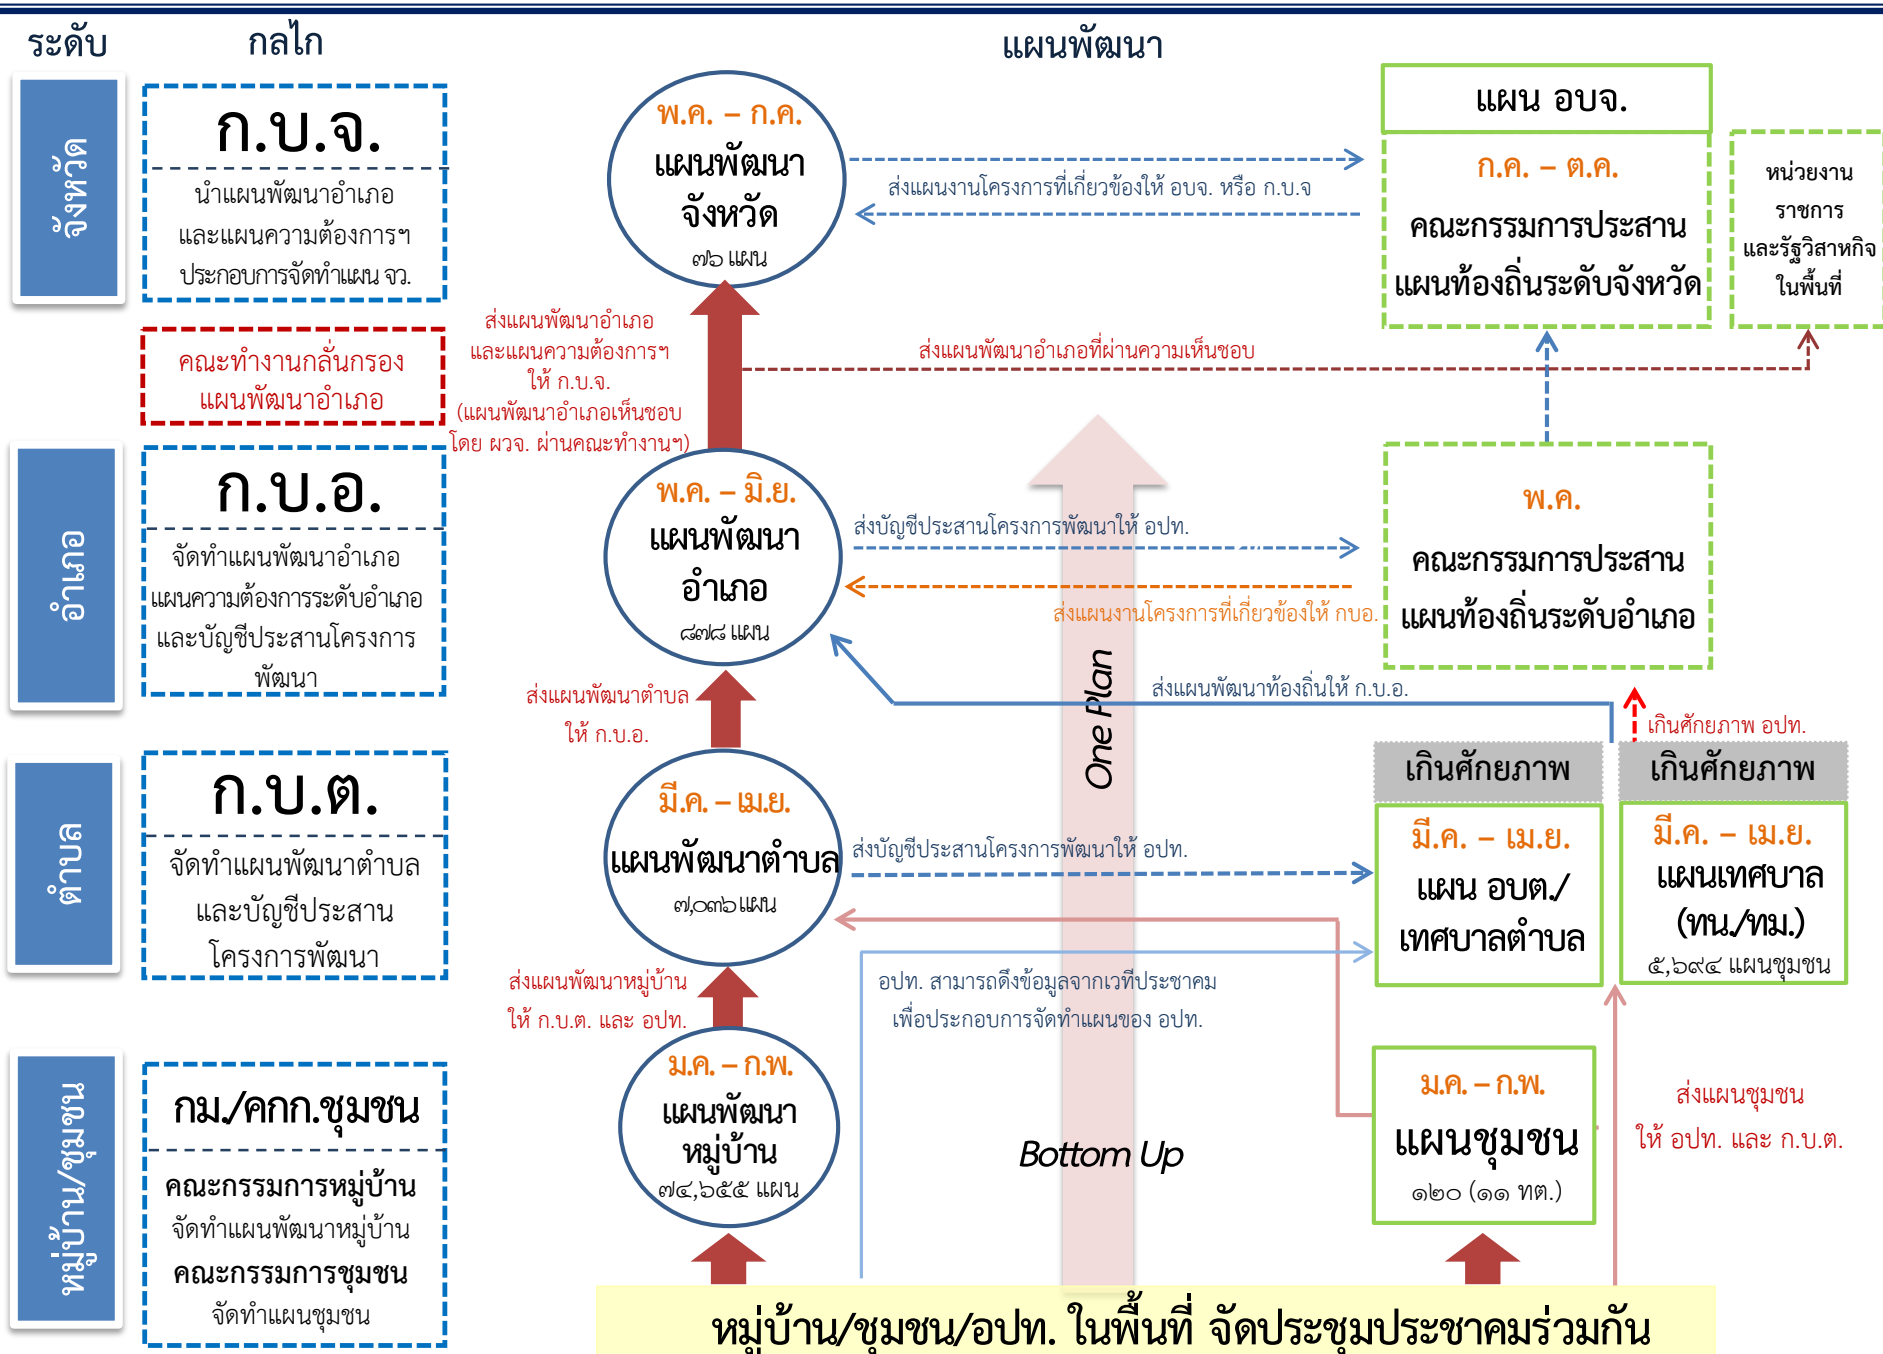 ระดับ
กลไก
แผนพัฒนา
จังหวัด
ก.บ.จ.
นำแผนพัฒนาอำเภอ
และแผนความต้องการฯ
ประกอบการจัดทำแผน จว.
พ.ค. – ก.ค.
แผนพัฒนา
จังหวัด
๗๖ แผน
ส่งแผนงานโครงการที่เกี่ยวข้องให้ อบจ. หรือ ก.บ.จ
แผน อบจ.
ก.ค. – ต.ค.
คณะกรรมการประสาน
แผนท้องถิ่นระดับจังหวัด
หน่วยงาน
ราชการ
และรัฐวิสาหกิจ
ในพื้นที่
คณะทำงานกลั่นกรอง
แผนพัฒนาอำเภอ
ส่งแผนพัฒนาอำเภอ
และแผนความต้องการฯ
ให้ ก.บ.จ.
(แผนพัฒนาอำเภอเห็นชอบ
โดย ผวจ. ผ่านคณะทำงานฯ)
ส่งแผนพัฒนาอำเภอที่ผ่านความเห็นชอบ
อำเภอ
ก.บ.อ.
จัดทำแผนพัฒนาอำเภอ
แผนความต้องการระดับอำเภอ
และบัญชีประสานโครงการ
พัฒนา
พ.ค. – มิ.ย.
แผนพัฒนา
อำเภอ
๘๗๘ แผน
ส่งบัญชีประสานโครงการพัฒนาให้ อปท.
ส่งแผนงานโครงการที่เกี่ยวข้องให้ กบอ.
พ.ค.
คณะกรรมการประสาน
แผนท้องถิ่นระดับอำเภอ
ส่งแผนพัฒนาตำบล
ให้ ก.บ.อ.
One Plan
ส่งแผนพัฒนาท้องถิ่นให้ ก.บ.อ.
เกินศักยภาพ อปท.
ตำบล
ก.บ.ต.
จัดทำแผนพัฒนาตำบล
และบัญชีประสาน
โครงการพัฒนา
มี.ค. – เม.ย.
แผนพัฒนาตำบล
๗,๐๓๖ แผน
ส่งบัญชีประสานโครงการพัฒนาให้ อปท.
เกินศักยภาพ
มี.ค. – เม.ย.
แผน อบต./
เทศบาลตำบล
เกินศักยภาพ
มี.ค. – เม.ย.
แผนเทศบาล
(ทน./ทม.)
๕,๖๙๔ แผนชุมชน
ส่งแผนพัฒนาหมู่บ้าน
ให้ ก.บ.ต. และ อปท.
อปท. สามารถดึงข้อมูลจากเวทีประชาคม
เพื่อประกอบการจัดทำแผนของ อปท.
หมู่บ้าน/ชุมชน
กม./คกก.ชุมชน
คณะกรรมการหมู่บ้าน
จัดทำแผนพัฒนาหมู่บ้าน
คณะกรรมการชุมชน
จัดทำแผนชุมชน
ม.ค. – ก.พ.
แผนพัฒนา
หมู่บ้าน
๗๔,๖๕๕ แผน
Bottom Up
ม.ค. – ก.พ.
แผนชุมชน
๑๒๐ (๑๑ ทต.)
ส่งแผนชุมชน
ให้ อปท. และ ก.บ.ต.
หมู่บ้าน/ชุมชน/อปท. ในพื้นที่ จัดประชุมประชาคมร่วมกัน